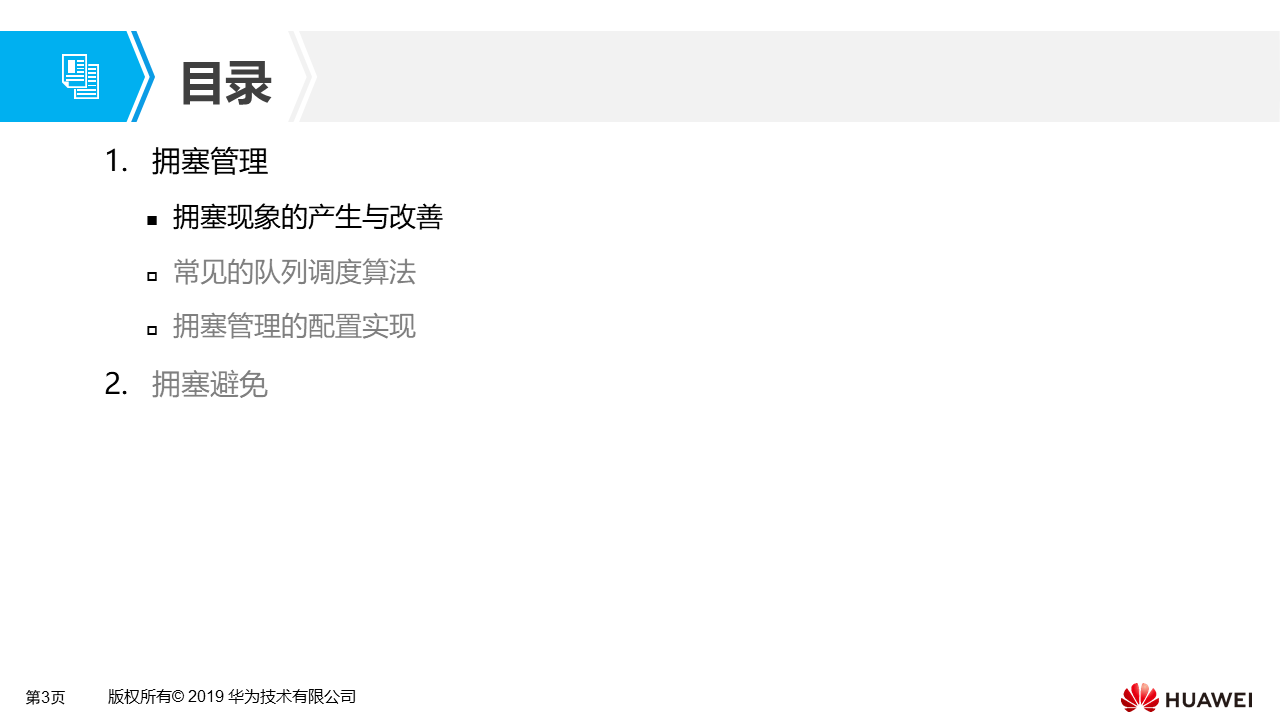 目录
1. 拥塞管理
▪ 拥塞现象的产生与改善
▫ 常见的队列调度算法
▫ 拥塞管理的配置实现
2. 拥塞避免
第3页 版权所有© 2019 华为技术有限公司
HUAWEI